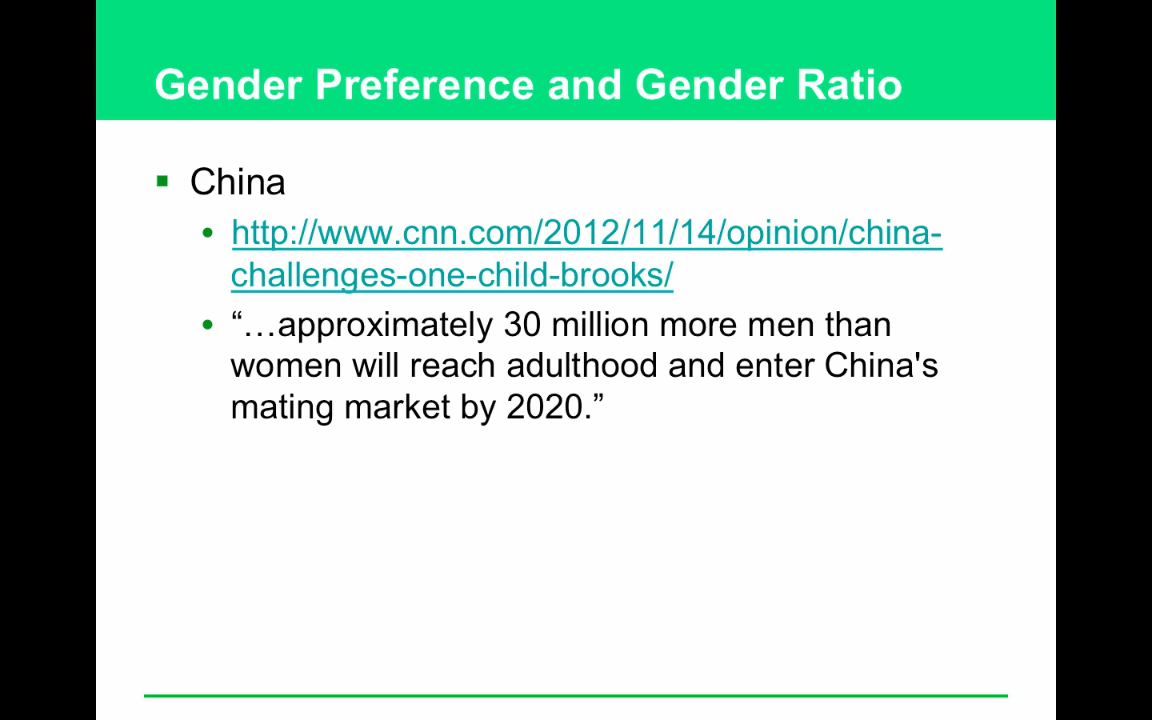 Gender Preference and Gender Ratio
▪ China
• http://www.cnn.com/2012/11/14/opinion/china-
challenges-one-child-brooks/
• “…approximately 30 million more men than
women will reach adulthood and enter China's
mating market by 2020.”